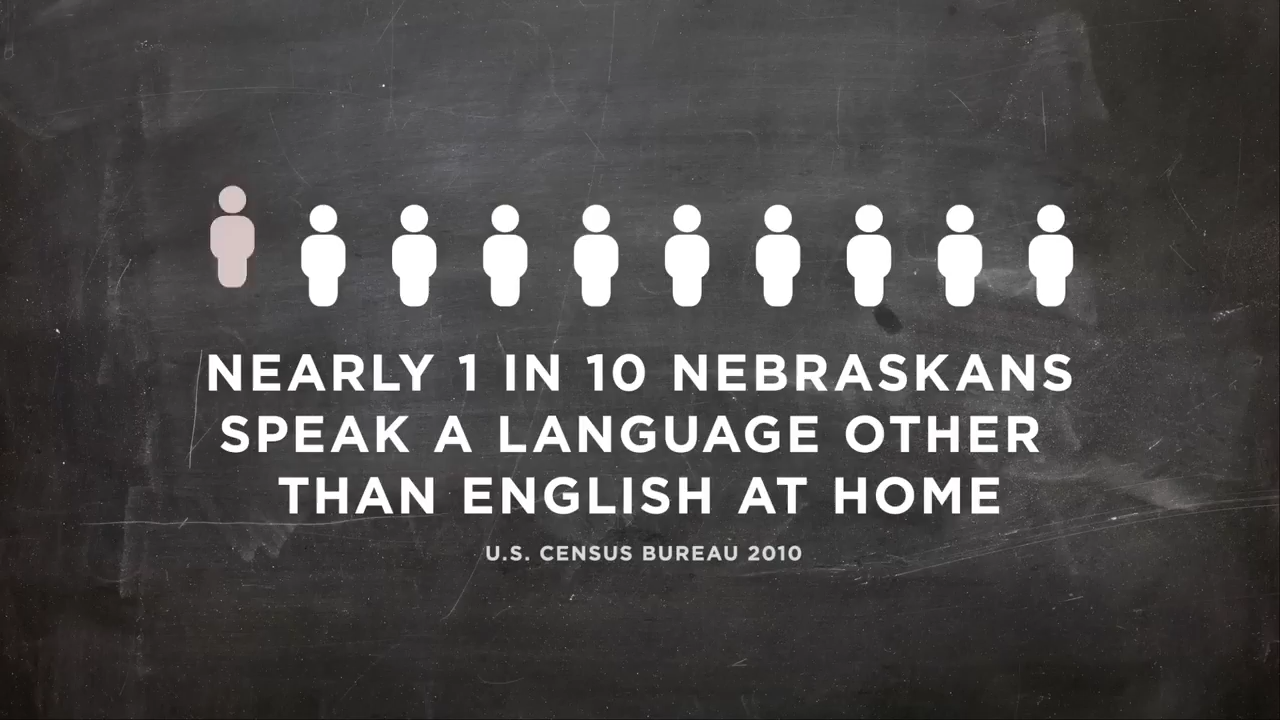 NEARLY 1 IN 10 NEBRASKANS
SPEAK A LANGUAGE OTHER
THAN ENGLISH AT HOME
U.S. CENSUS BUREAU 2010